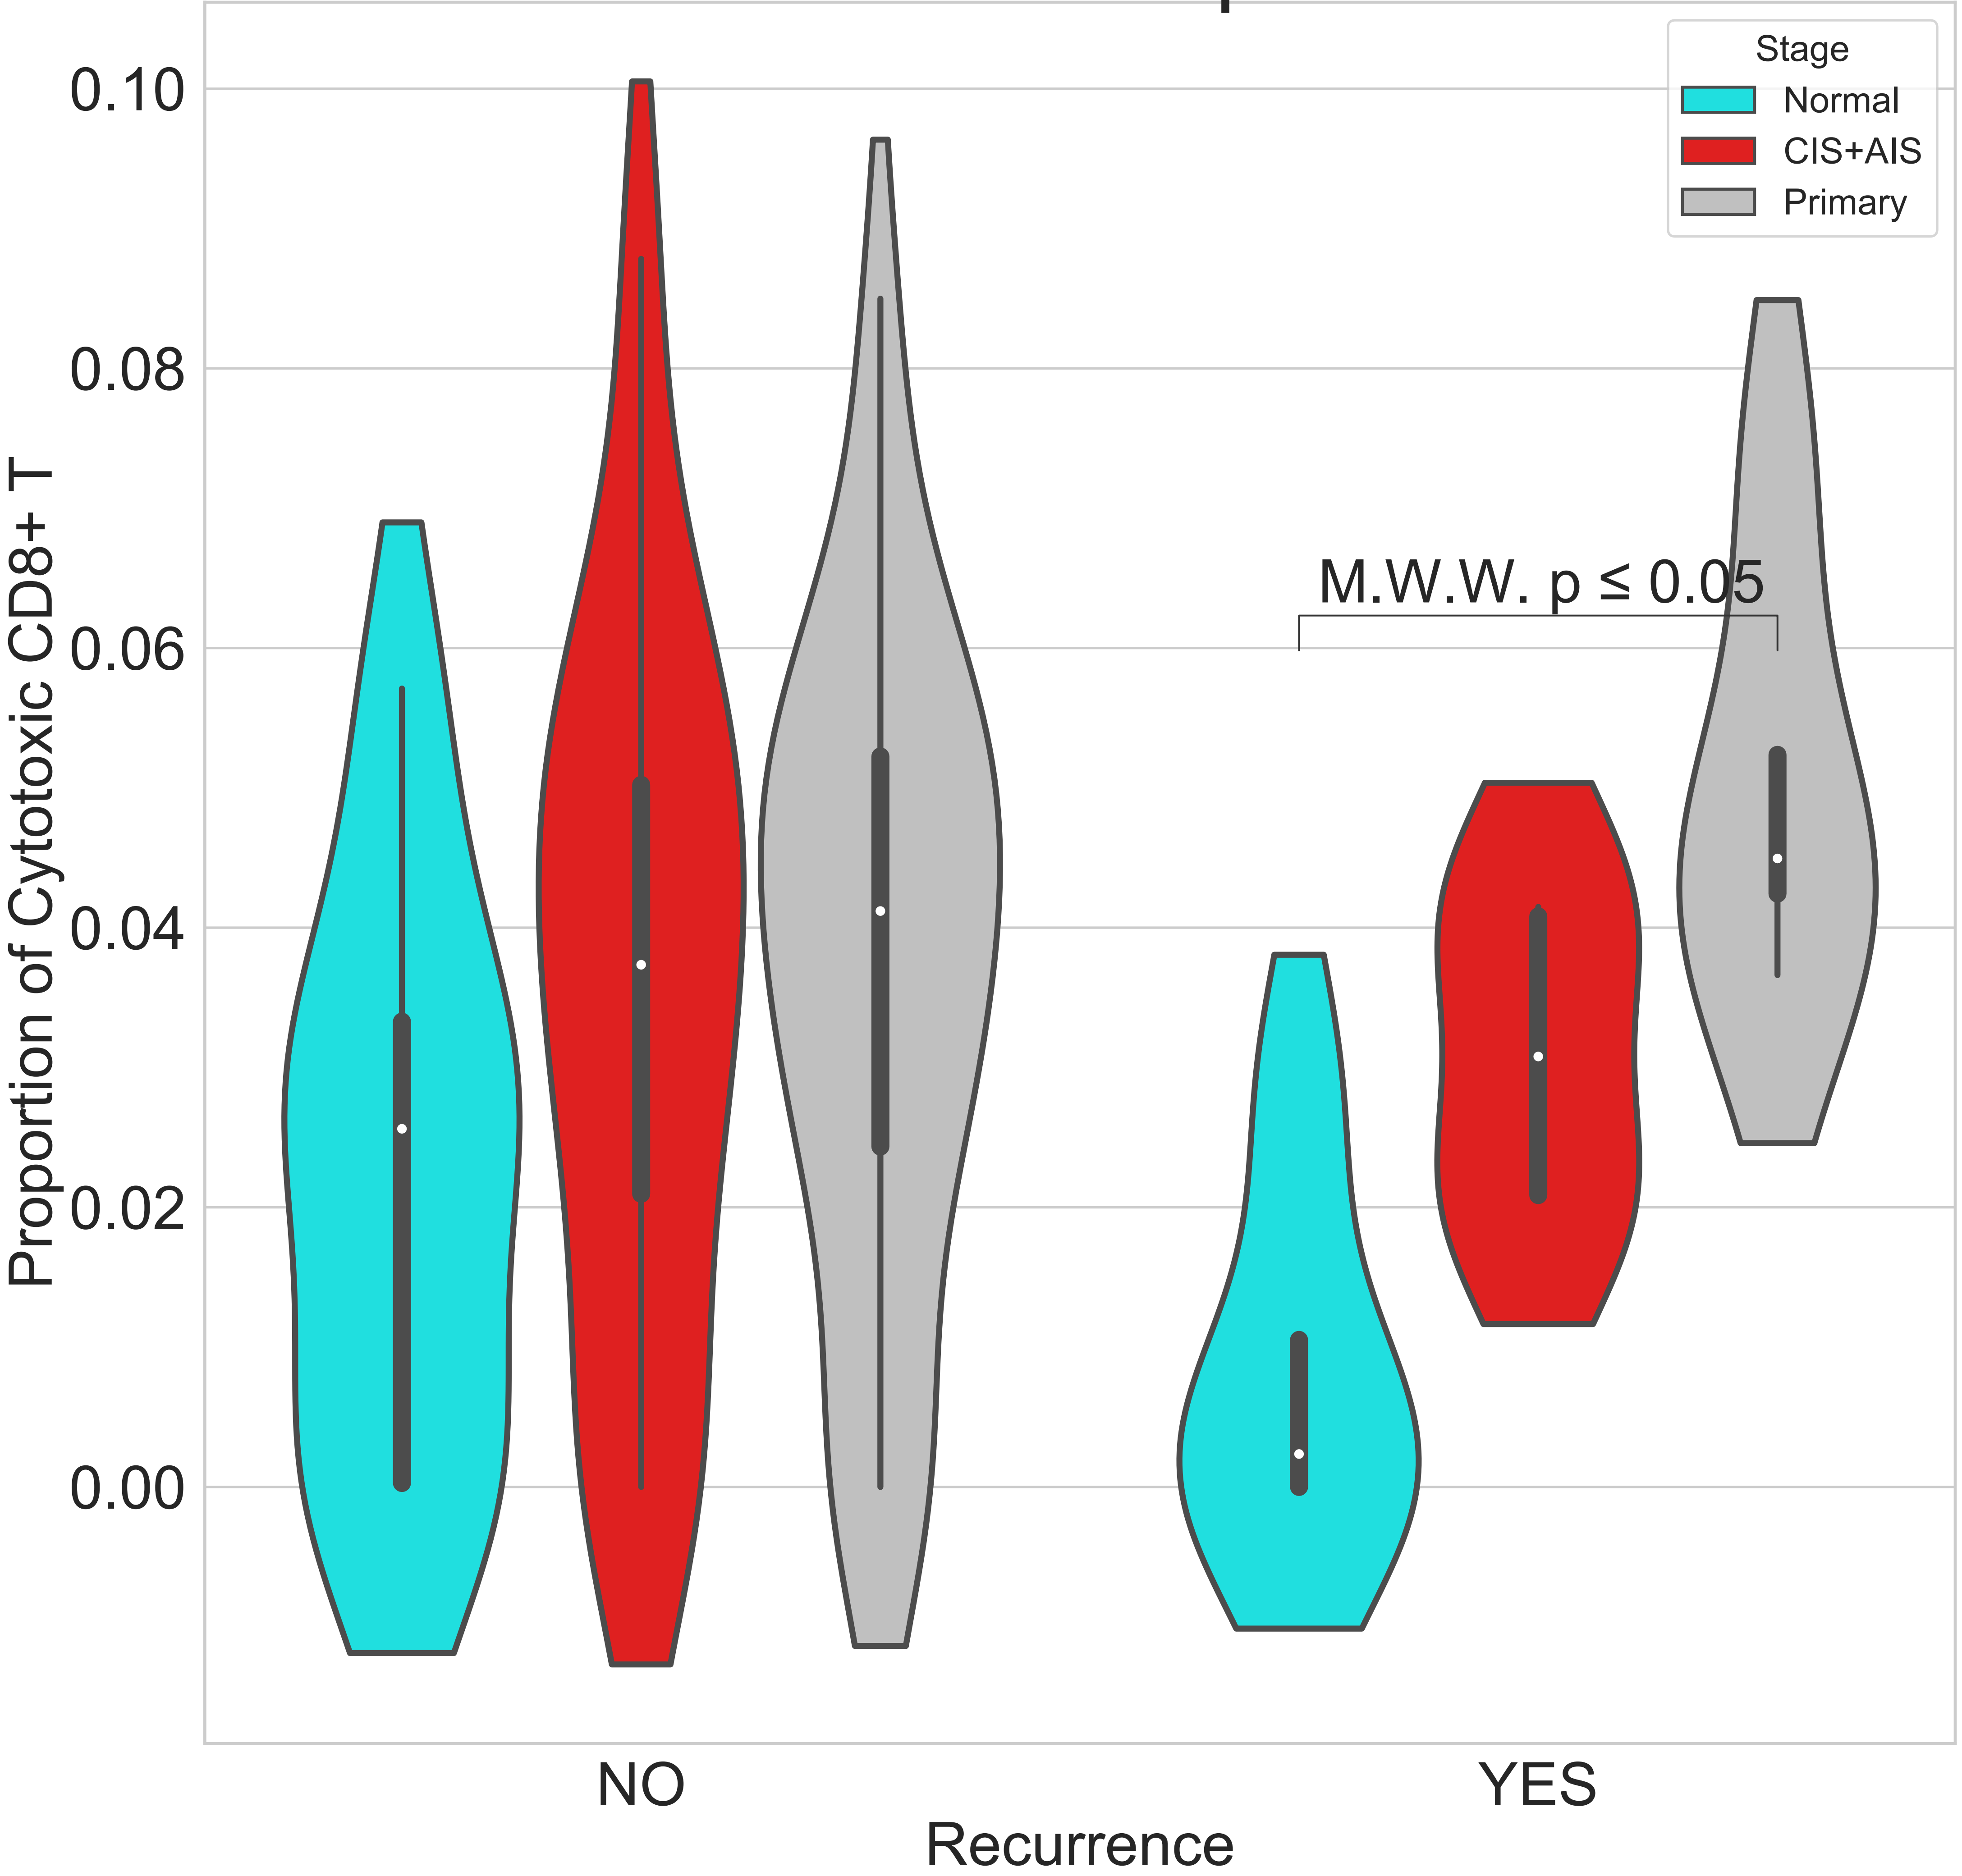 Stage
Normal
CIS+AIS
Primary
Proportion of Cytotoxic CD8+ T
0.10
0.08
0.06
0.04
0.02
0.00
M.W.W. p ≤ 0.05
NO
YES
Recurrence